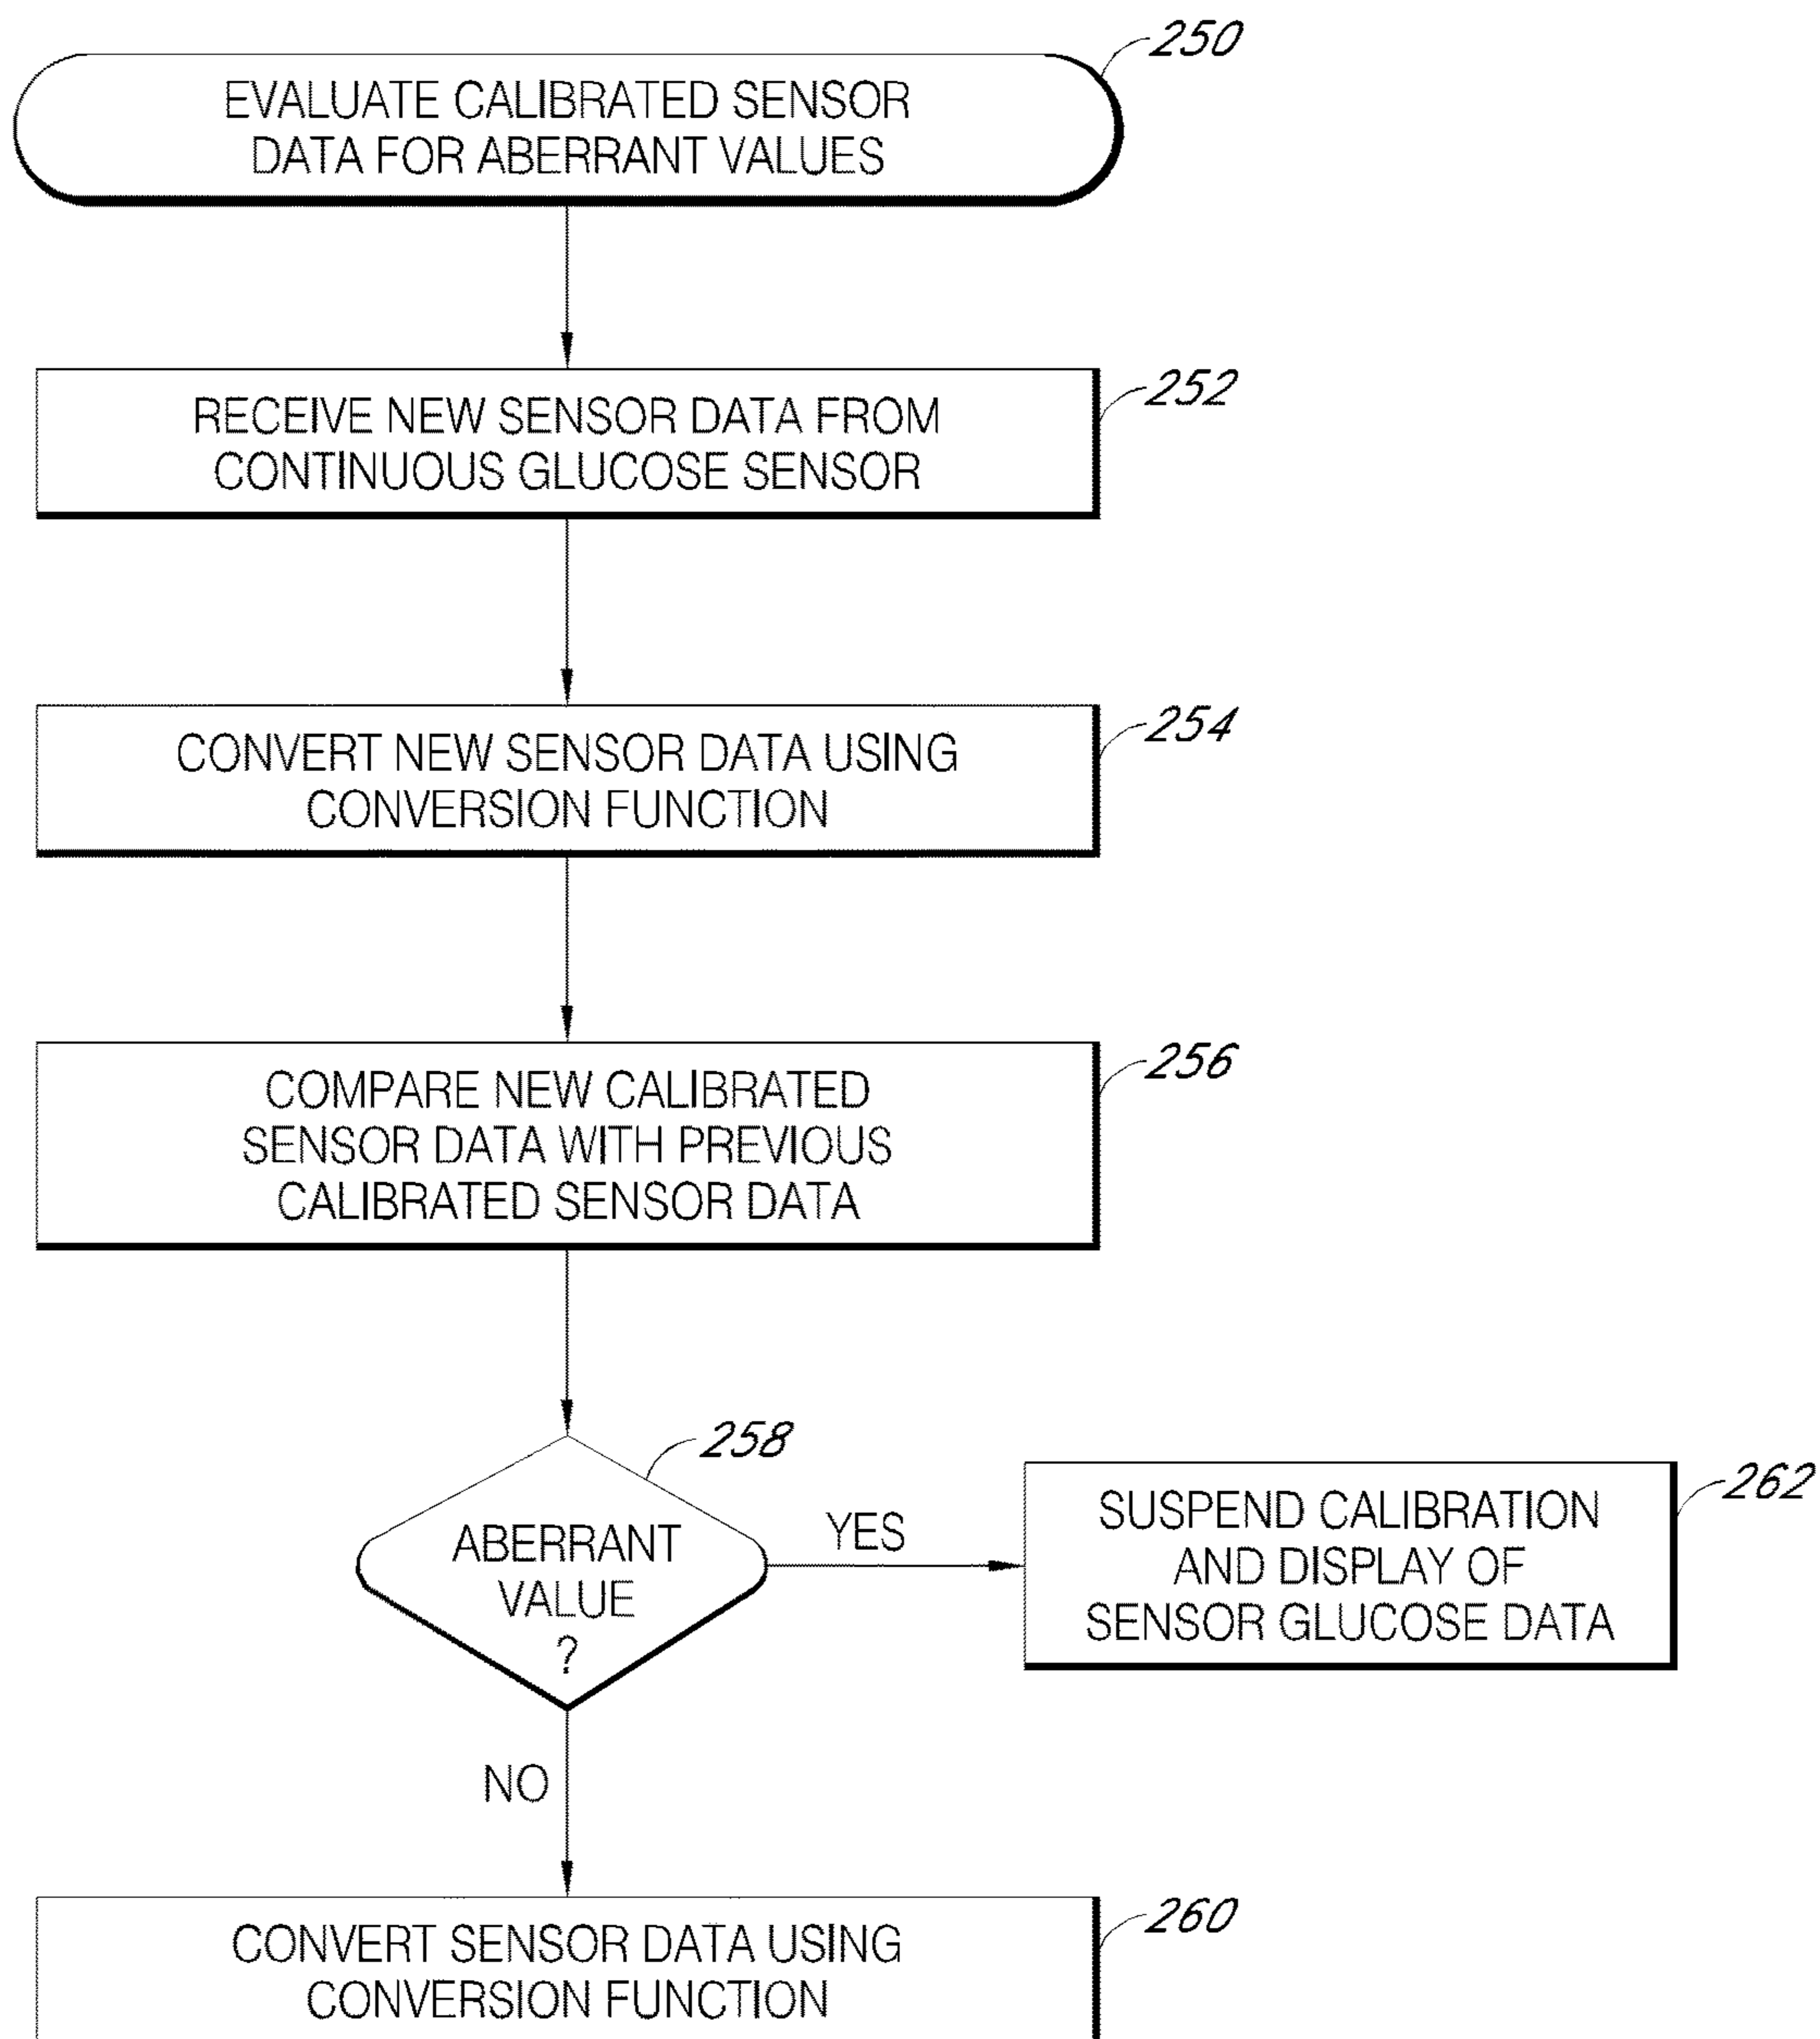 250
EVALUATE CALIBRATED SENSOR
DATA FOR ABERRANT VALUES
252
RECEIVE NEW SENSOR DATA FROM
CONTINUOUS GLUCOSE SENSOR
254
CONVERT NEW SENSOR DATA USING
CONVERSION FUNCTION
256
COMPARE NEW CALIBRATED
SENSOR DATA WITH PREVIOUS
CALIBRATED SENSOR DATA
258
ABERRANT
VALUE
?
YES
262
SUSPEND CALIBRATION
AND DISPLAY OF
SENSOR GLUCOSE DATA
NO
260
CONVERT SENSOR DATA USING
CONVERSION FUNCTION